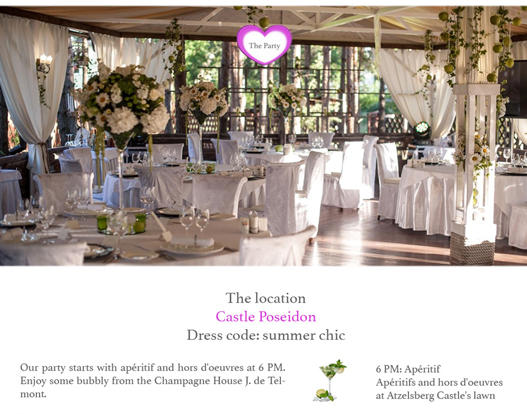 The Party
The location
Castle Poseidon
Dress code: summer chic
Our party starts with apéritif and hors d'oeuvres at 6 PM.
Enjoy some bubbly from the Champagne House J. de Tel-
mont.
6 PM: Apéritif
Apéritifs and hors d'oeuvres
at Atzelsberg Castle's lawn